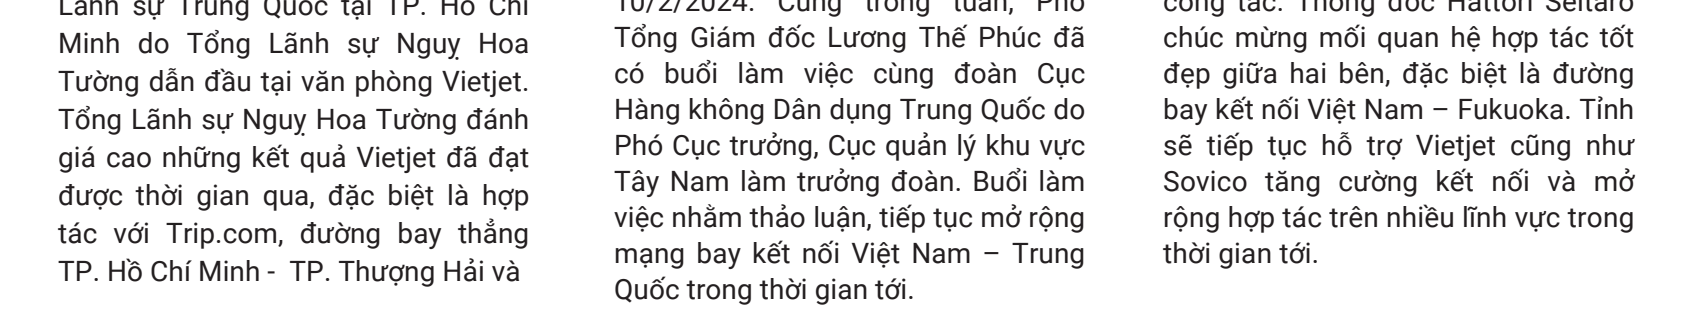 Lãnh sự Trung Quốc tại TP. Hồ Chí
Minh do Tổng Lãnh sự Nguỵ Hoa
Tường dẫn đầu tại văn phòng Vietjet.
Tổng Lãnh sự Nguỵ Hoa Tường đánh
giá cao những kết quả Vietjet đã đạt
được thời gian qua, đặc biệt là hợp
tác với Trip.com, đường bay thẳng
TP. Hồ Chí Minh - TP. Thượng Hải và
10/2/2024. Cũng trong tuần, Phó
Tổng Giám đốc Lương Thế Phúc đã
có buổi làm việc cùng đoàn Cục
Hàng không Dân dụng Trung Quốc do
Phó Cục trưởng, Cục quản lý khu vực
Tây Nam làm trưởng đoàn. Buổi làm
việc nhằm thảo luận, tiếp tục mở rộng
mạng bay kết nối Việt Nam – Trung
Quốc trong thời gian tới.
công tác. Thống đốc Hattori Seitaro
chúc mừng mối quan hệ hợp tác tốt
đẹp giữa hai bên, đặc biệt là đường
bay kết nối Việt Nam – Fukuoka. Tỉnh
sẽ tiếp tục hỗ trợ Vietjet cũng như
Sovico tăng cường kết nối và mở
rộng hợp tác trên nhiều lĩnh vực trong
thời gian tới.